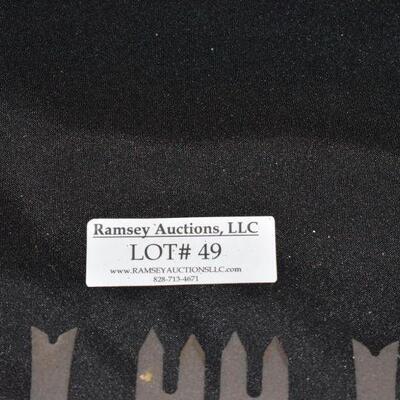 Ramsey Auctions, LLC
LOT# 49
www.RAMSEYAUCTIONSLLC.com
828-713-4671